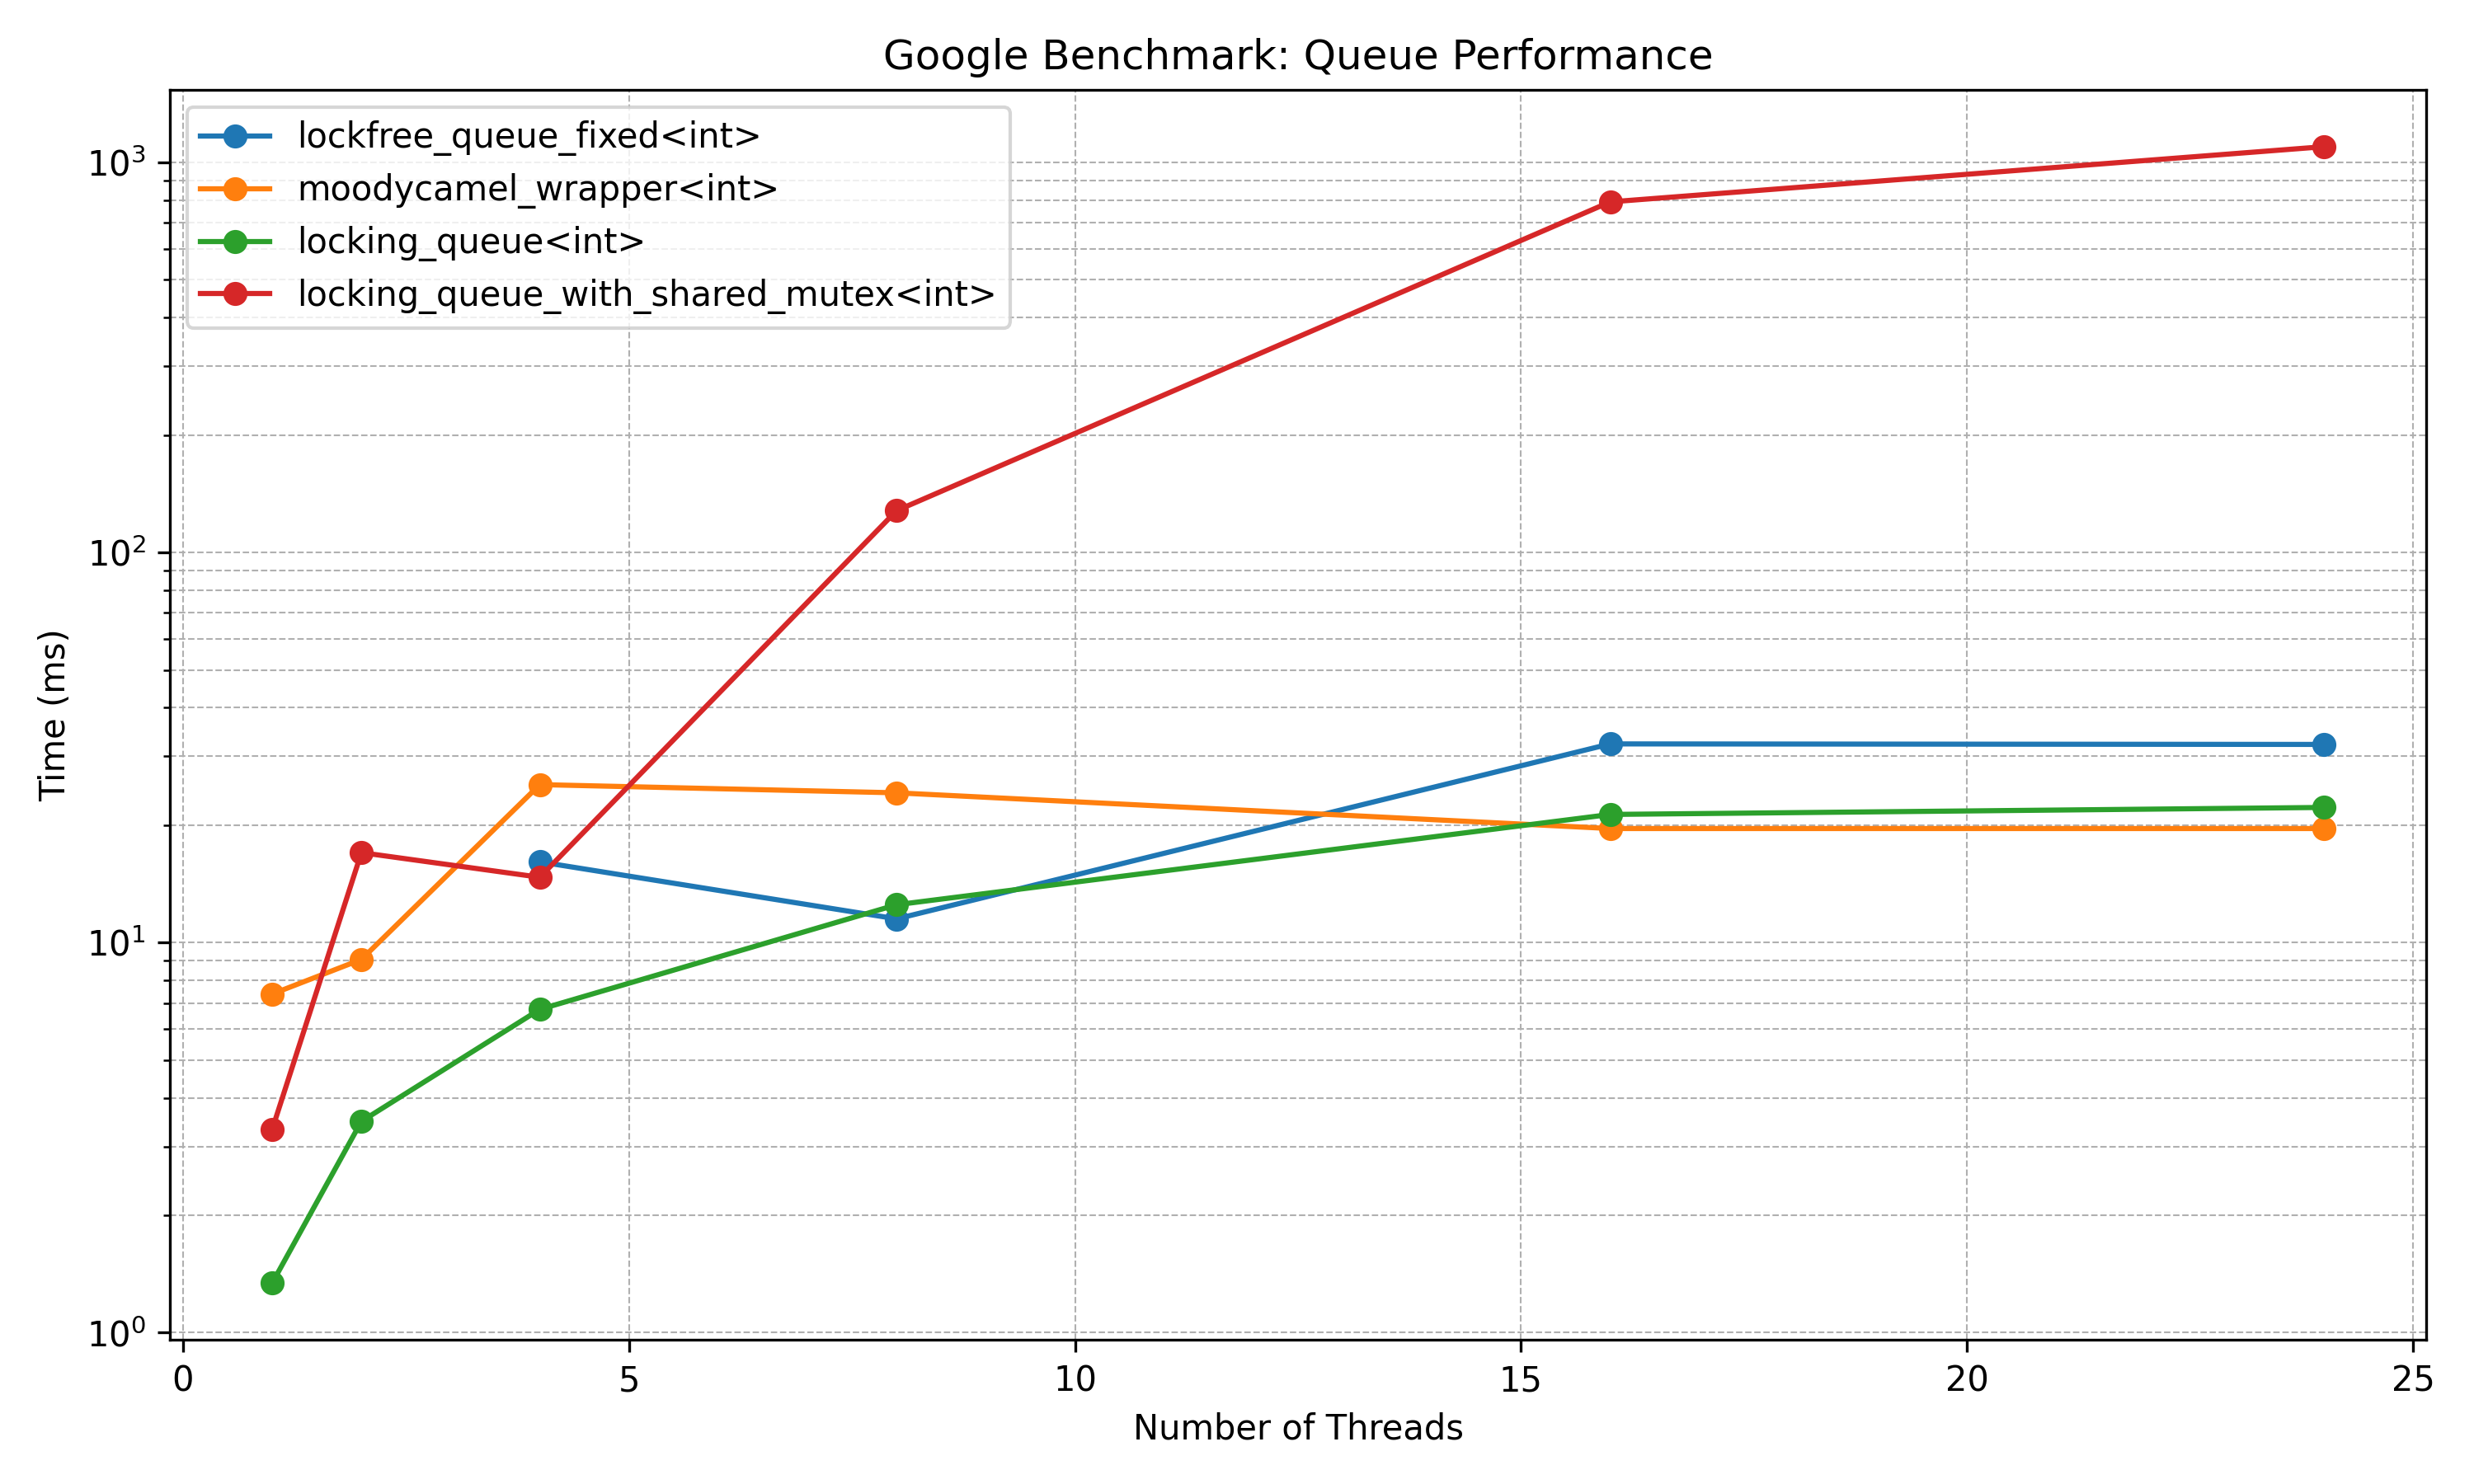 Google Benchmark: Queue Performance
lockfree_queue_fixed<int>
moodycamel_wrapper<int>
locking_queue<int>
locking_queue_with_shared_mutex<int>
10³
10²
10¹
10⁰
Time (ms)
0 5 10 15 20 25
Number of Threads